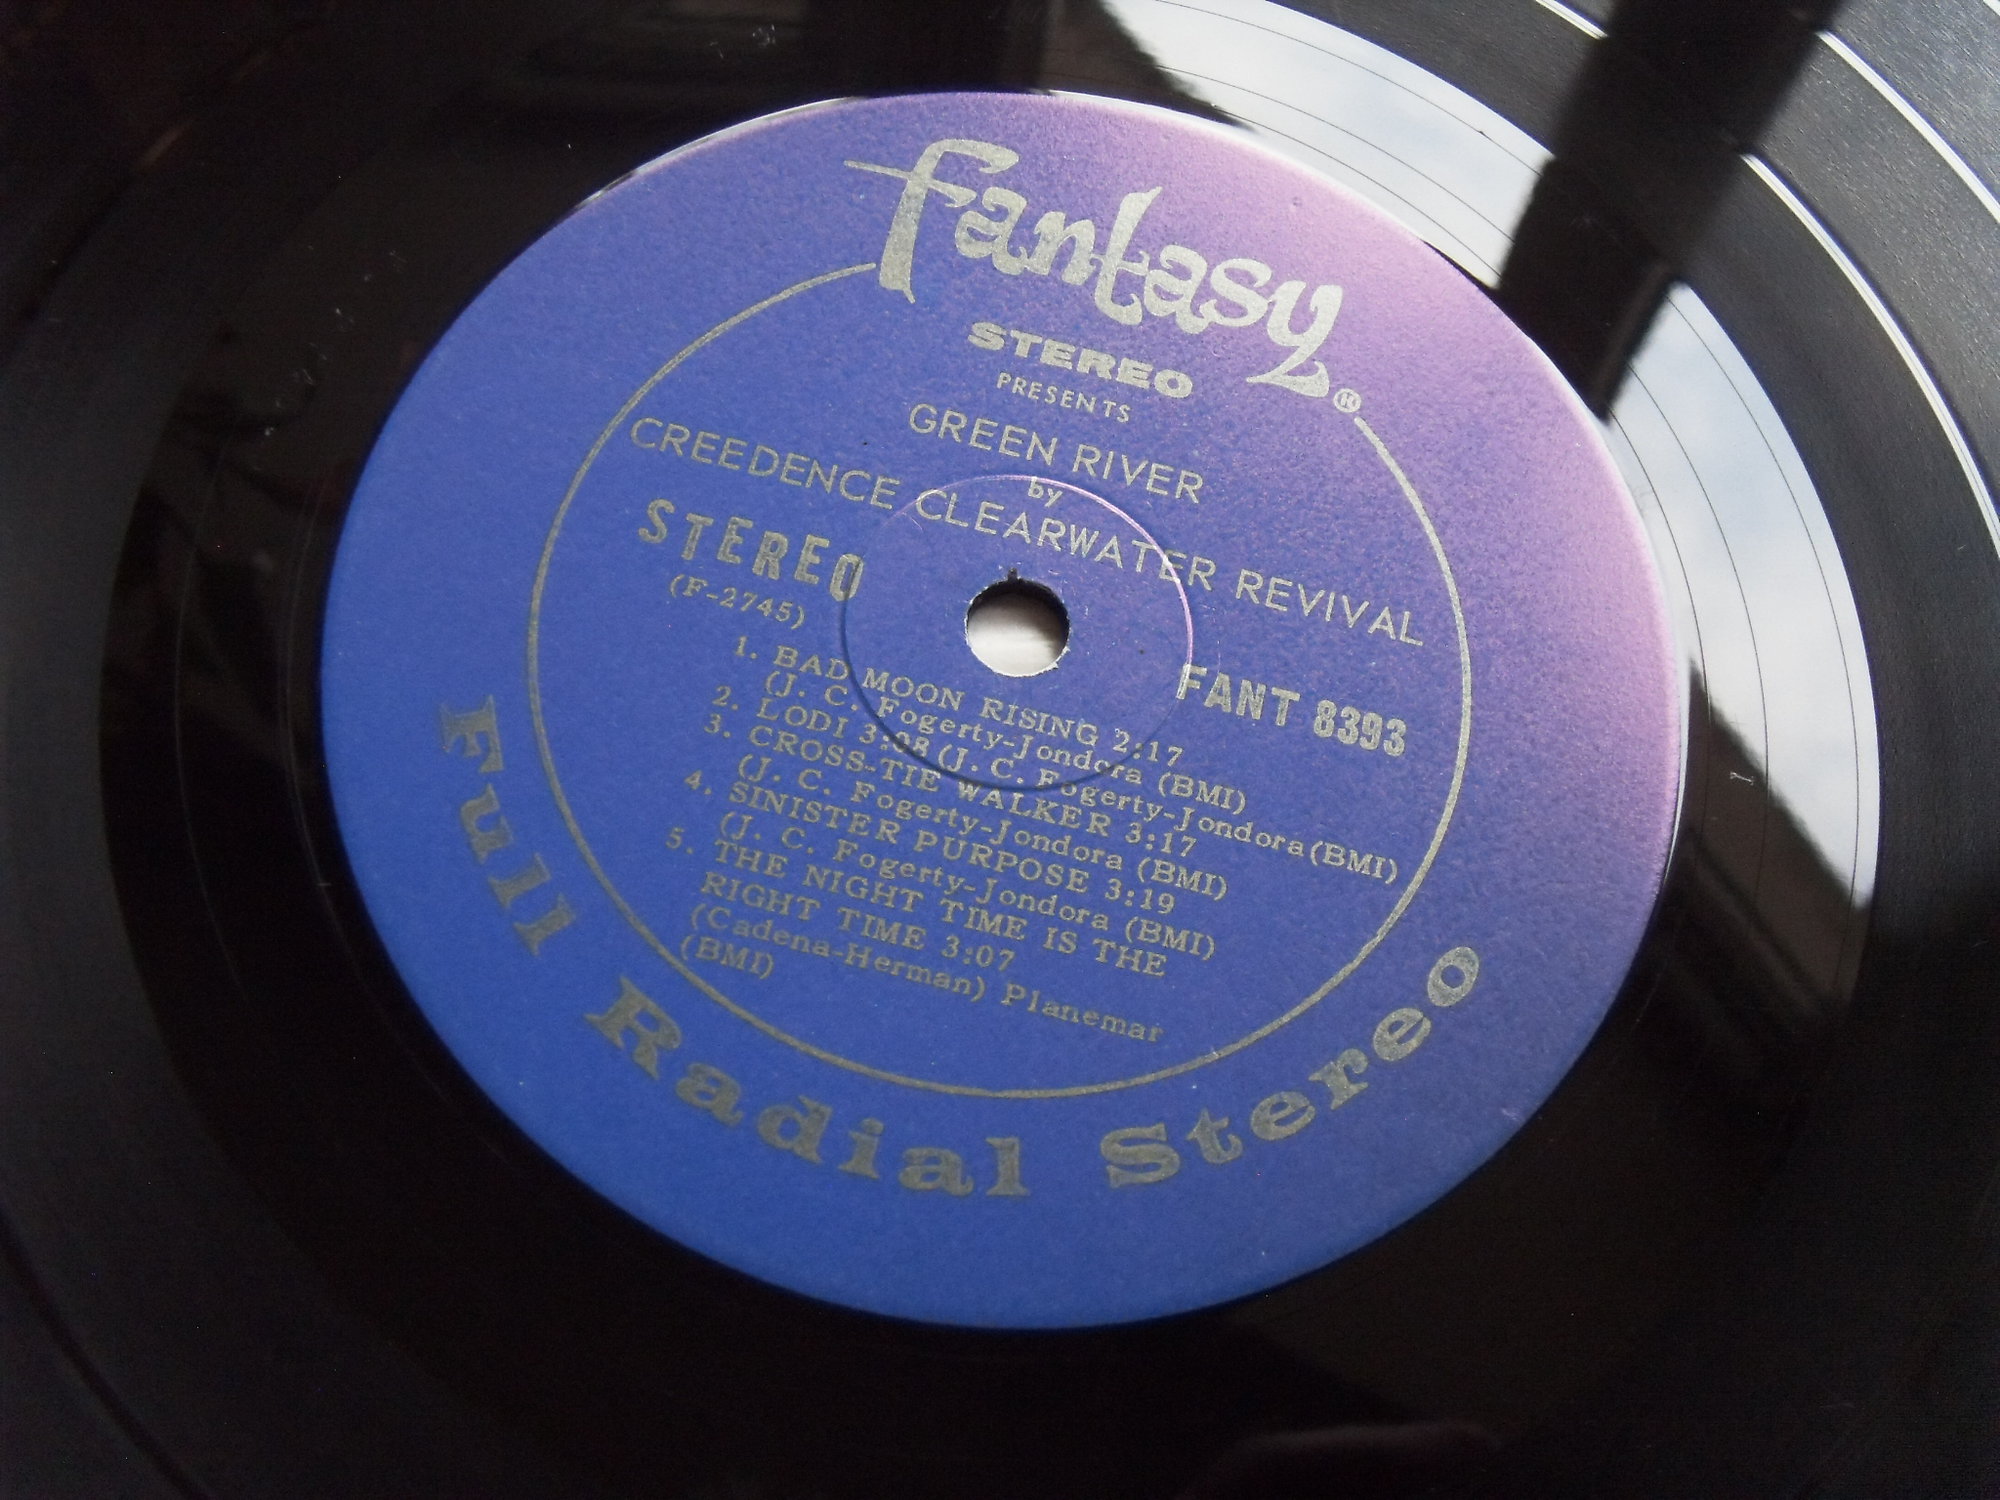 fantasy®
STEREO
PRESENTS
GREEN RIVER
by
CREEDENCE CLEARWATER REVIVAL
STEREO
(F-2745)
FANT 8393
1. BAD MOON RISING 2:17
(J. C. Fogerty-Jondora (BMI)
2. LODI 3:08 (J. C. Fogerty-Jondora (BMI)
3. CROSS-TIE WALKER 3:17
(J. C. Fogerty-Jondora (BMI)
4. SINISTER PURPOSE 3:19
(J. C. Fogerty-Jondora (BMI)
5. THE NIGHT TIME IS THE
RIGHT TIME 3:07
(Cadena-Herman) Planemar
(BMI)
Full Radial Stereo